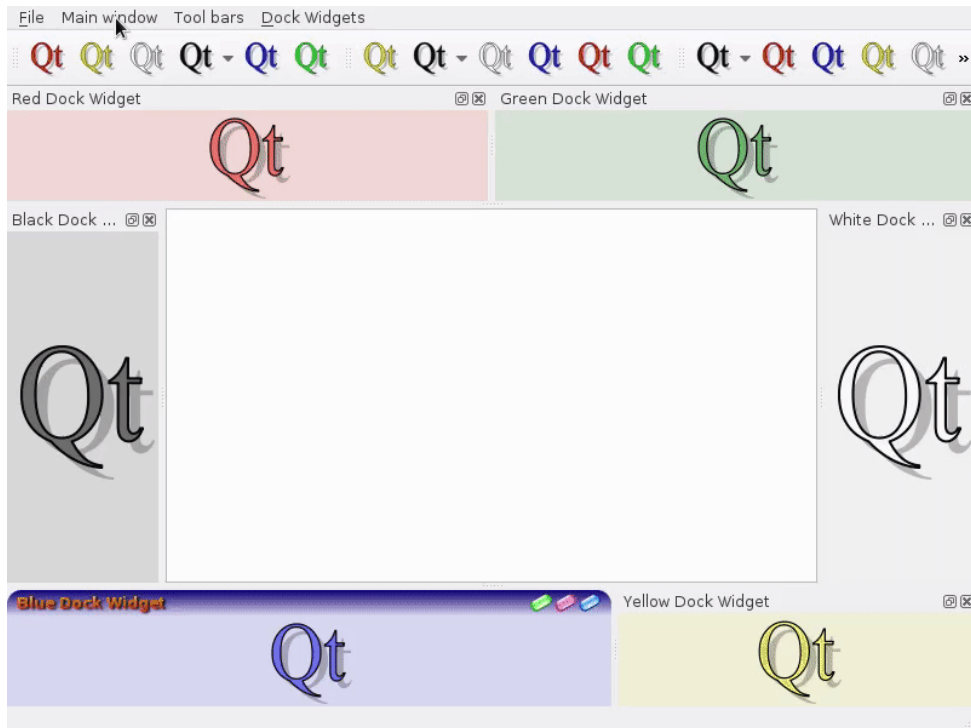 File Main window Tool bars Dock Widgets
Qt Qt Qt Qt Qt Qt Qt Qt Qt Qt Qt Qt Qt Qt Qt Qt Qt »
Red Dock Widget Green Dock Widget
Qt Qt
Black Dock ... White Dock ...
Qt Qt
Blue Dock Widget Yellow Dock Widget
Qt Qt